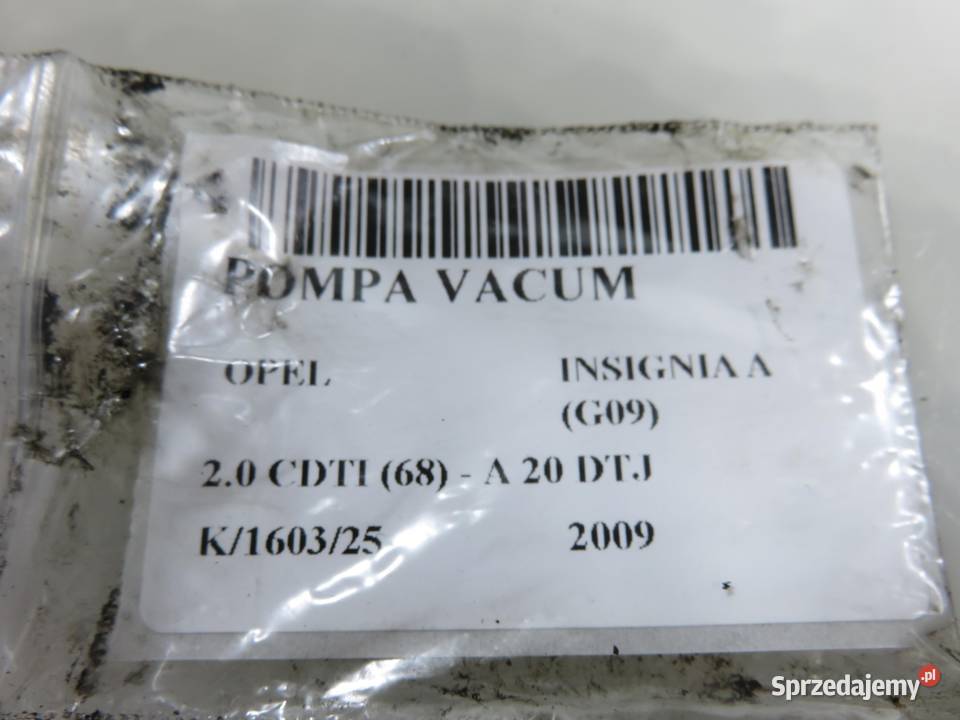 POMPA VACUM
OPEL INSIGNIA A
(G09)
2.0 CDTI (68) - A 20 DTJ
K/1603/25 2009
Sprzedajemy.pl